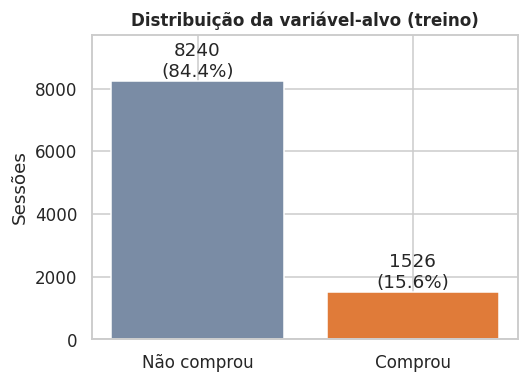 Distribuição da variável-alvo (treino)
8240
(84.4%)
8000
6000
Sessões
4000
1526
(15.6%)
2000
0
Não comprou
Comprou